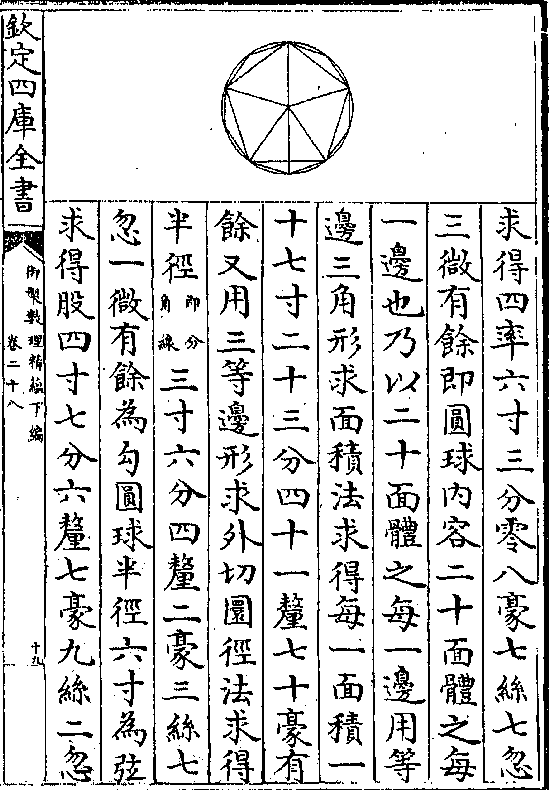 求得四率六寸三分零八豪七絲七忽
三微有餘即圓球内容二十面體之每
一邊也乃以二十面體之每一邊用等
邊三角形求面積法求得每一面積一
十七寸二十三分四十一釐七十豪有
餘又用三等邊形求外切圜徑法求得
半徑即分角線三寸六分四釐二豪三絲七
忽一微有餘為勾圓球半徑六寸為弦
求得股四寸七分六釐七豪九絲二忽
欽定四庫全書
御製數理精蘊下編
卷二十八
十九